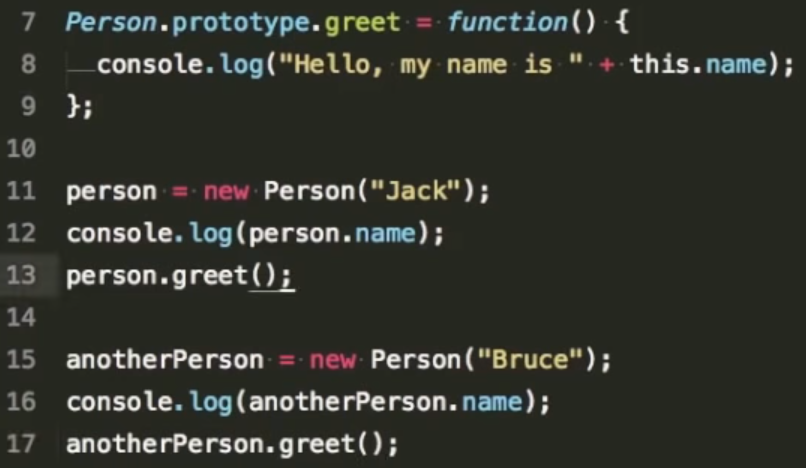 7 Person.prototype.greet = function() {
8 console.log("Hello, my name is " + this.name);
9 };
10
11 person = new Person("Jack");
12 console.log(person.name);
13 person.greet();
14
15 anotherPerson = new Person("Bruce");
16 console.log(anotherPerson.name);
17 anotherPerson.greet();